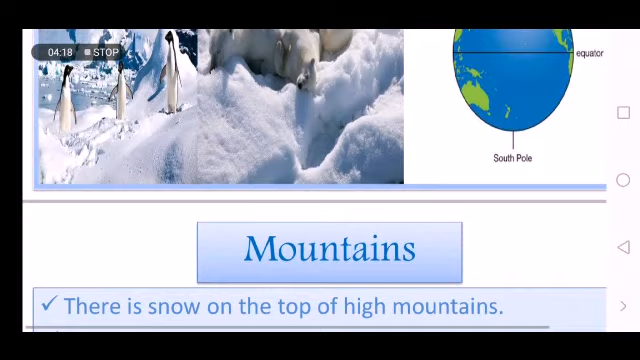 04:18 STOP
equator
South Pole
Mountains
✓ There is snow on the top of high mountains.